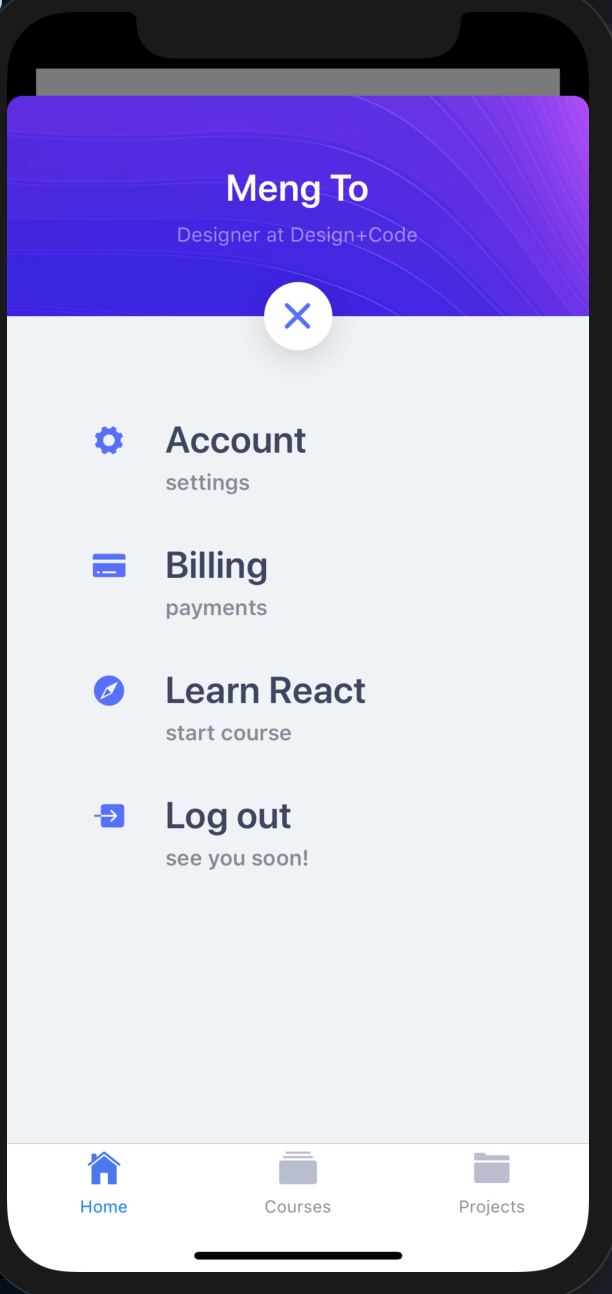 Meng To
Designer at Design+Code
Account
settings
Billing
payments
Learn React
start course
Log out
see you soon!
Home
Courses
Projects